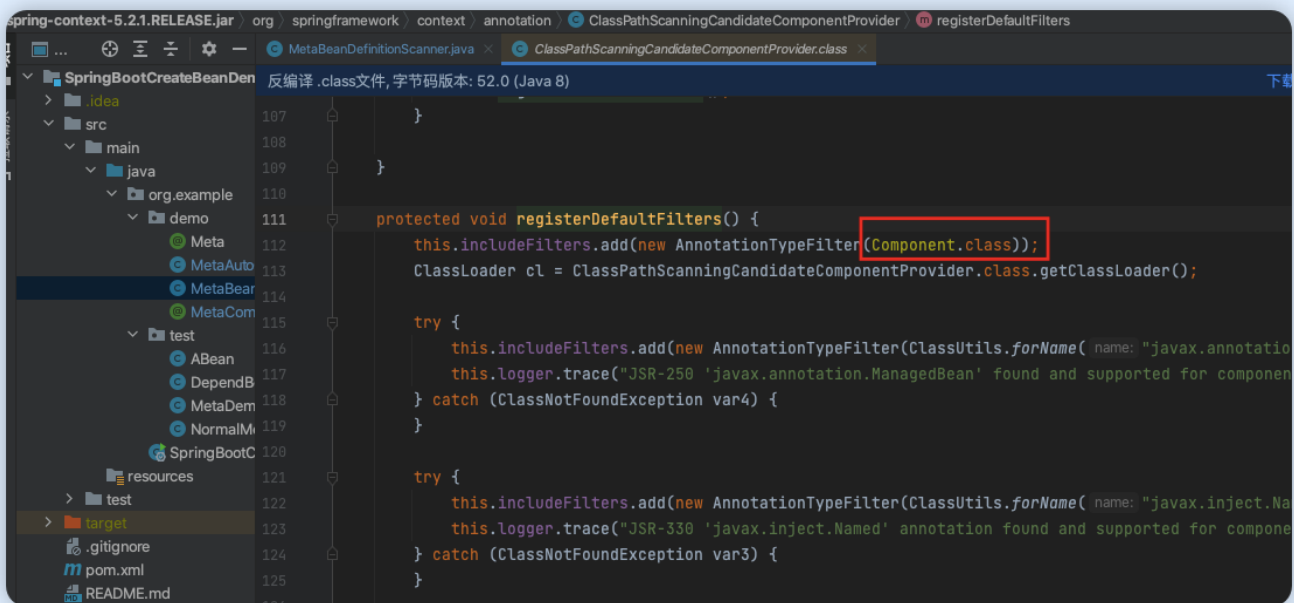 spring-context-5.2.1.RELEASE.jar org springframework context annotation ClassPathScanningCandidateComponentProvider registerDefaultFilters
... MetaBeanDefinitionScanner.java ClassPathScanningCandidateComponentProvider.class
SpringBootCreateBeanDen
.idea
src
main
java
org.example
demo
Meta
MetaAuto
MetaBear
MetaCom
test
ABean
DependB
MetaDem
NormalMe
SpringBootC
resources
test
target
.gitignore
pom.xml
README.md
反编译 .class文件, 字节码版本: 52.0 (Java 8) 下载
107 }
108
109 }
110
111 protected void registerDefaultFilters() {
112 this.includeFilters.add(new AnnotationTypeFilter(Component.class));
113 ClassLoader cl = ClassPathScanningCandidateComponentProvider.class.getClassLoader();
114
115 try {
116 this.includeFilters.add(new AnnotationTypeFilter(ClassUtils.forName( name: "javax.annotatio
117 this.logger.trace("JSR-250 'javax.annotation.ManagedBean' found and supported for componen
118 } catch (ClassNotFoundException var4) {
119 }
120
121 try {
122 this.includeFilters.add(new AnnotationTypeFilter(ClassUtils.forName( name: "javax.inject.Na
123 this.logger.trace("JSR-330 'javax.inject.Named' annotation found and supported for compone
124 } catch (ClassNotFoundException var3) {
125 }